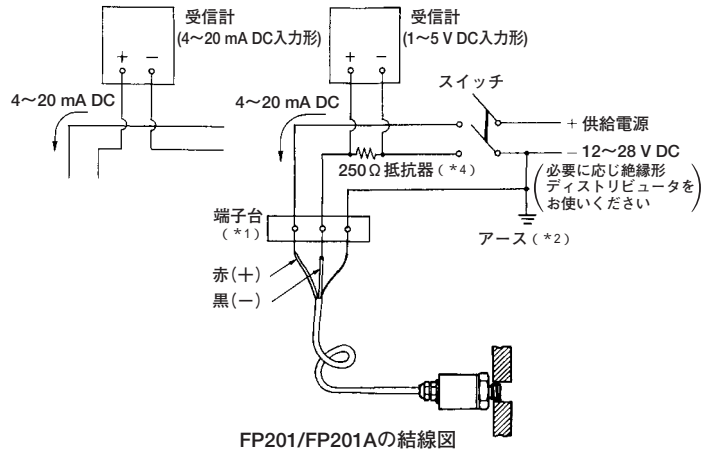 受信計
(4～20 mA DC入力形)
+ −
4～20 mA DC
受信計
(1～5 V DC入力形)
+ −
4～20 mA DC
スイッチ
+ 供給電源
− 12～28 V DC
(必要に応じ絶縁形
ディストリビュータを
お使いください)
250Ω 抵抗器 (*4)
アース (*2)
端子台
(*1)
赤(+)
黒(−)
FP201/FP201Aの結線図